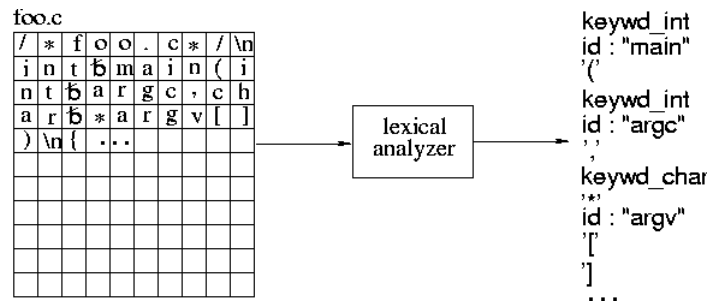 foo.c
/ * f o o . c * / \n
i n t ƀ m a i n ( i
n t ƀ a r g c , c h
a r ƀ * a r g v [ ]
) \n { ...
lexical
analyzer
keywd_int
id : "main"
'('
keywd_int
id : "argc"
','
keywd_char
'*'
id : "argv"
'['
']
...